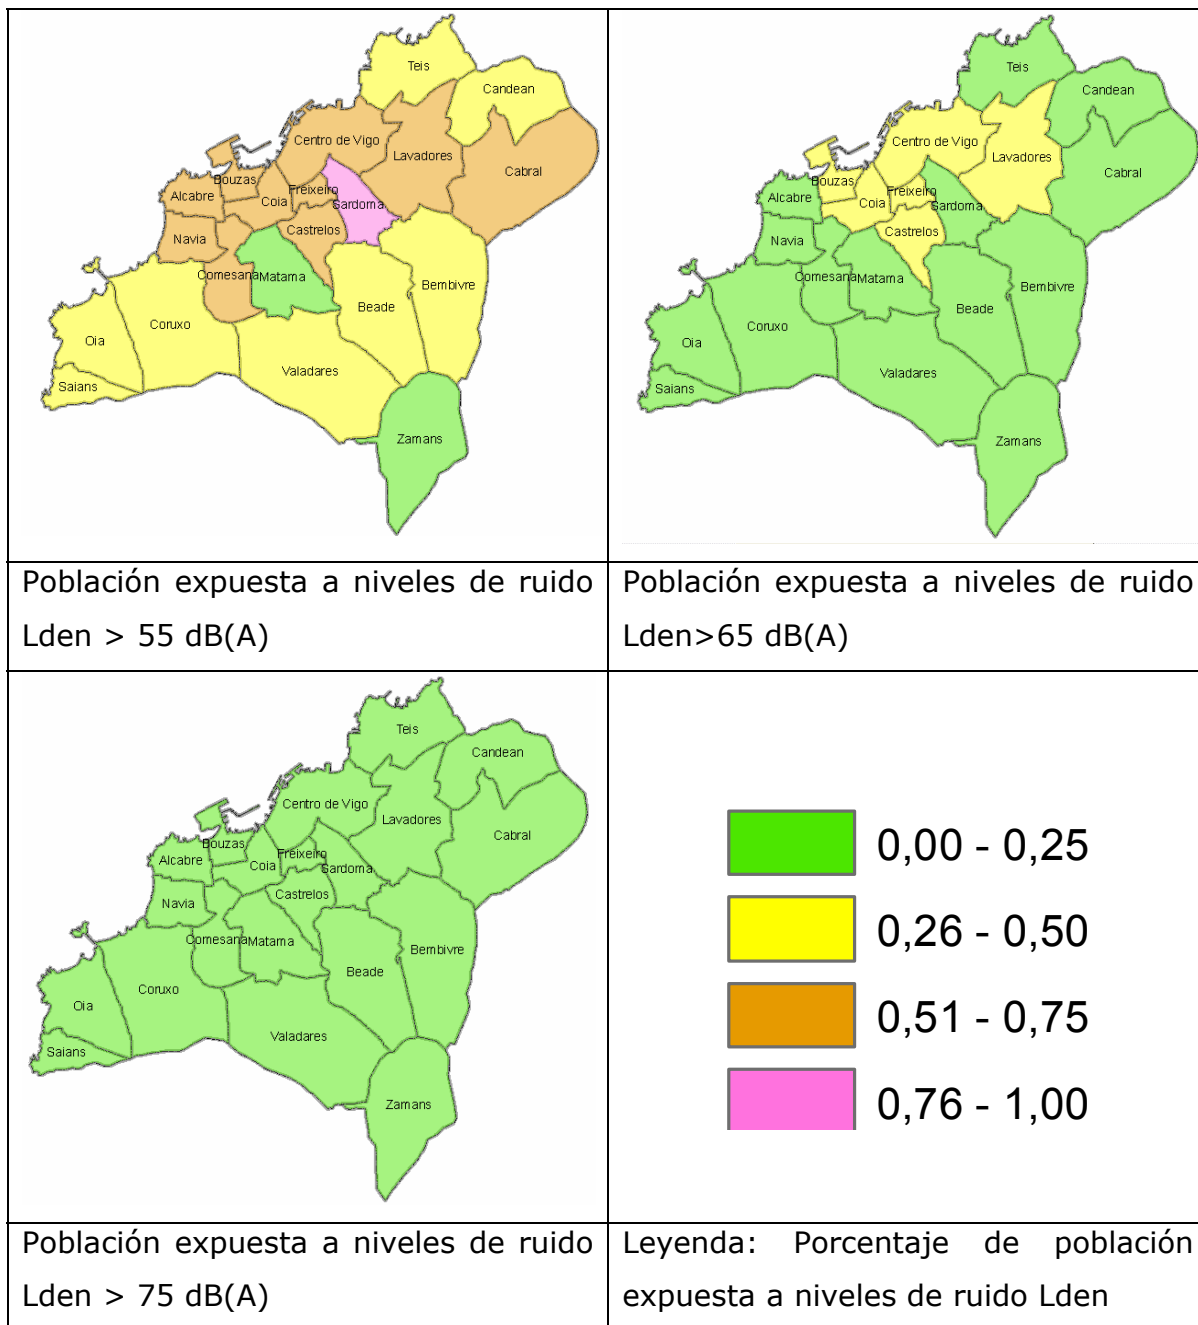 Teis
Candean
Centro de Vigo
Lavadores
Cabral
Bouzas
Alcabre
Coia
Freixeiro
Sardoma
Navia
Castrelos
Comesana
Matama
Bembivre
Beade
Coruxo
Oia
Valadares
Saians
Zamans
Teis
Candean
Centro de Vigo
Lavadores
Cabral
Bouzas
Alcabre
Coia
Freixeiro
Sardoma
Navia
Castrelos
Comesana
Matama
Bembivre
Beade
Coruxo
Oia
Valadares
Saians
Zamans
Población expuesta a niveles de ruido
Lden > 55 dB(A)
Población expuesta a niveles de ruido
Lden>65 dB(A)
Teis
Candean
Centro de Vigo
Lavadores
Cabral
Bouzas
Alcabre
Coia
Freixeiro
Sardoma
Navia
Castrelos
Comesana
Matama
Bembivre
Beade
Coruxo
Oia
Valadares
Saians
Zamans
0,00 - 0,25
0,26 - 0,50
0,51 - 0,75
0,76 - 1,00
Población expuesta a niveles de ruido
Lden > 75 dB(A)
Leyenda: Porcentaje de población
expuesta a niveles de ruido Lden